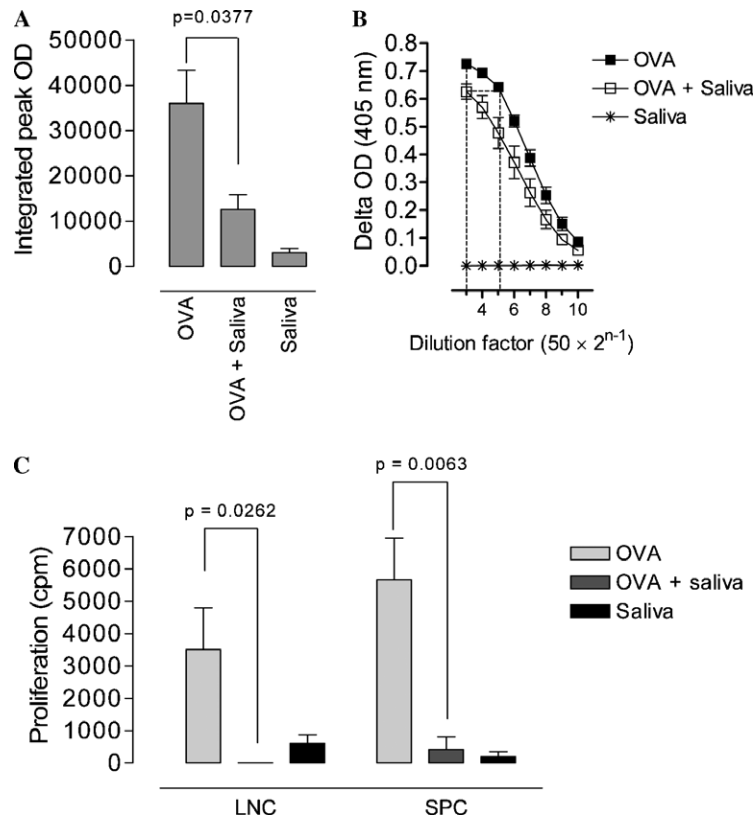 A
p=0.0377
50000
40000
30000
20000
10000
0
Integrated peak OD
OVA
OVA + Saliva
Saliva
B
0.8
0.7
0.6
0.5
0.4
0.3
0.2
0.1
0.0
Delta OD (405 nm)
4 6 8 10
Dilution factor (50 × 2ⁿ⁻¹)
OVA
OVA + Saliva
Saliva
C
p = 0.0262
p = 0.0063
7000
6000
5000
4000
3000
2000
1000
0
Proliferation (cpm)
LNC SPC
OVA
OVA + saliva
Saliva